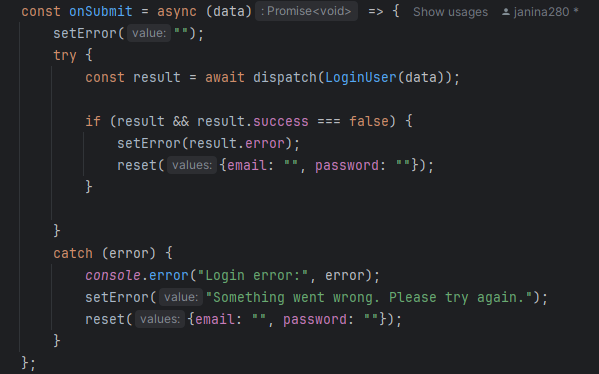 const onSubmit = async (data) : Promise<void> => { Show usages janina280 *
    setError( value: "");
    try {
        const result = await dispatch(LoginUser(data));

        if (result && result.success === false) {
            setError(result.error);
            reset( values: {email: "", password: ""});
        }

    }
    catch (error) {
        console.error("Login error:", error);
        setError( value: "Something went wrong. Please try again.");
        reset( values: {email: "", password: ""});
    }
};